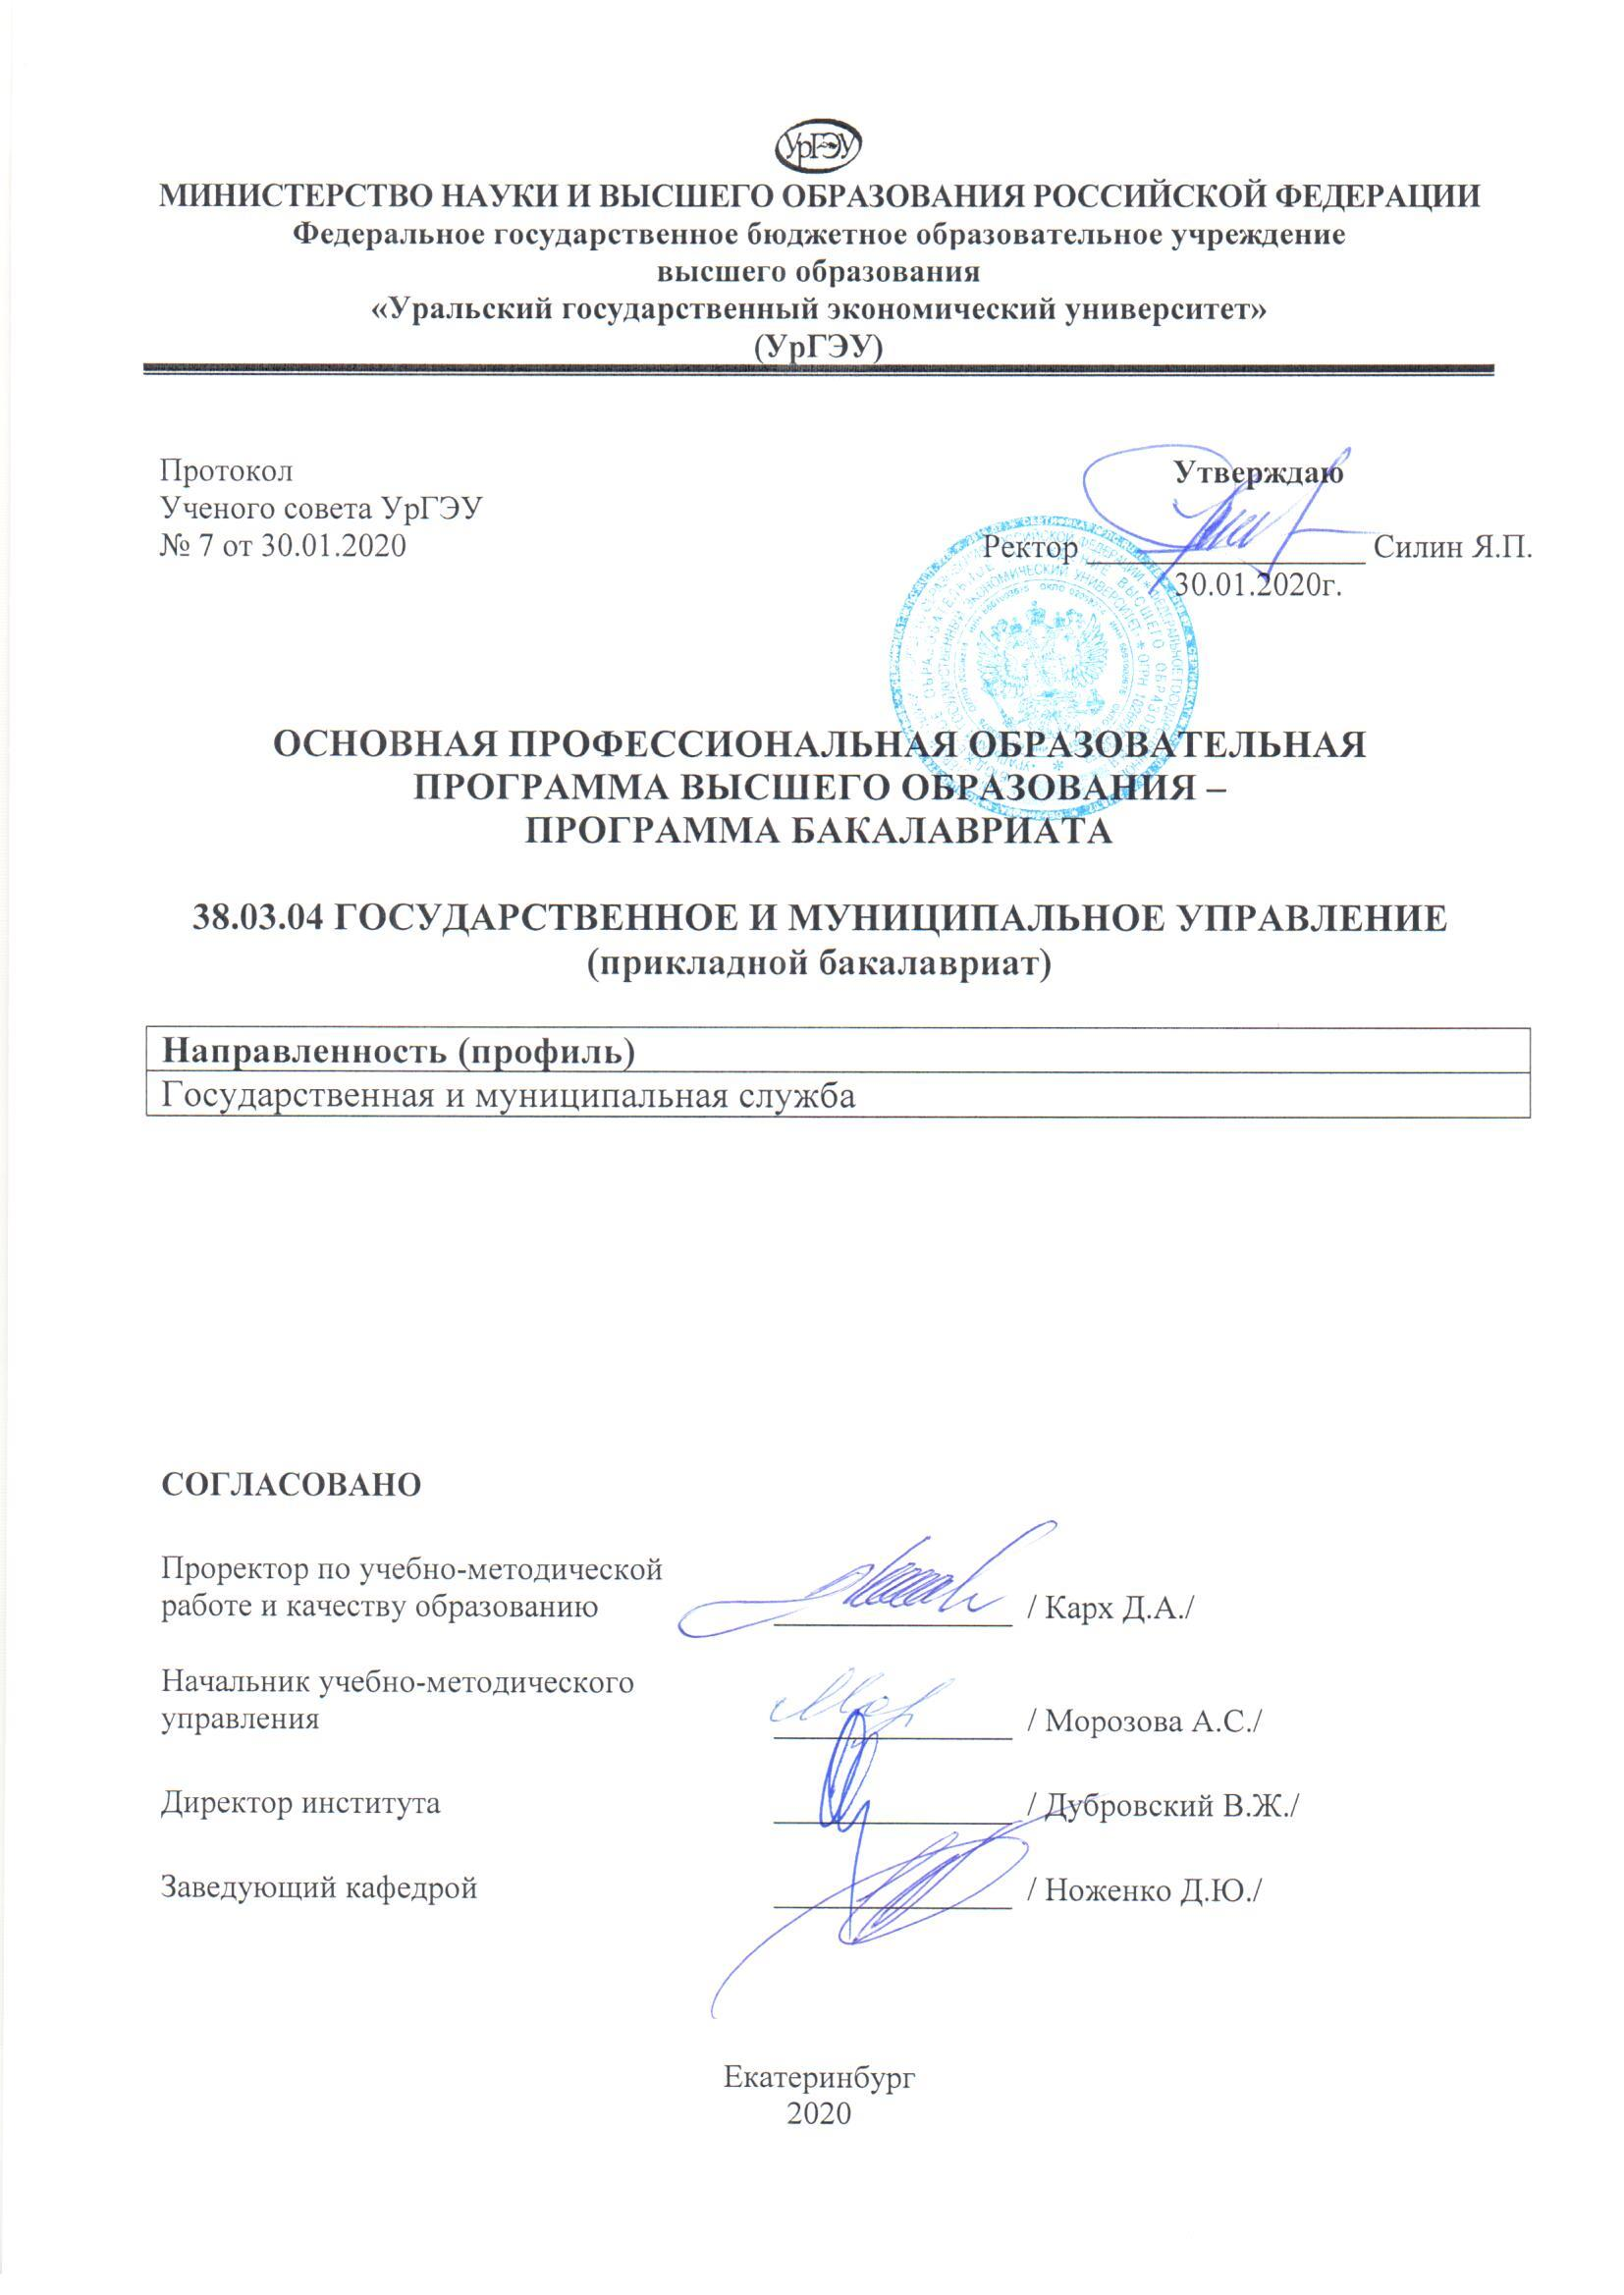 УрГЭУ
МИНИСТЕРСТВО НАУКИ И ВЫСШЕГО ОБРАЗОВАНИЯ РОССИЙСКОЙ ФЕДЕРАЦИИ
Федеральное государственное бюджетное образовательное учреждение
высшего образования
«Уральский государственный экономический университет»
(УрГЭУ)
Протокол
Ученого совета УрГЭУ
№ 7 от 30.01.2020
Утверждаю
Ректор Силин Я.П.
30.01.2020г.
ОСНОВНАЯ ПРОФЕССИОНАЛЬНАЯ ОБРАЗОВАТЕЛЬНАЯ
ПРОГРАММА ВЫСШЕГО ОБРАЗОВАНИЯ –
ПРОГРАММА БАКАЛАВРИАТА
38.03.04 ГОСУДАРСТВЕННОЕ И МУНИЦИПАЛЬНОЕ УПРАВЛЕНИЕ
(прикладной бакалавриат)
Направленность (профиль)
Государственная и муниципальная служба
СОГЛАСОВАНО
Проректор по учебно-методической
работе и качеству образованию / Карх Д.А./
Начальник учебно-методического
управления / Морозова А.С./
Директор института / Дубровский В.Ж./
Заведующий кафедрой / Ноженко Д.Ю./
Екатеринбург
2020